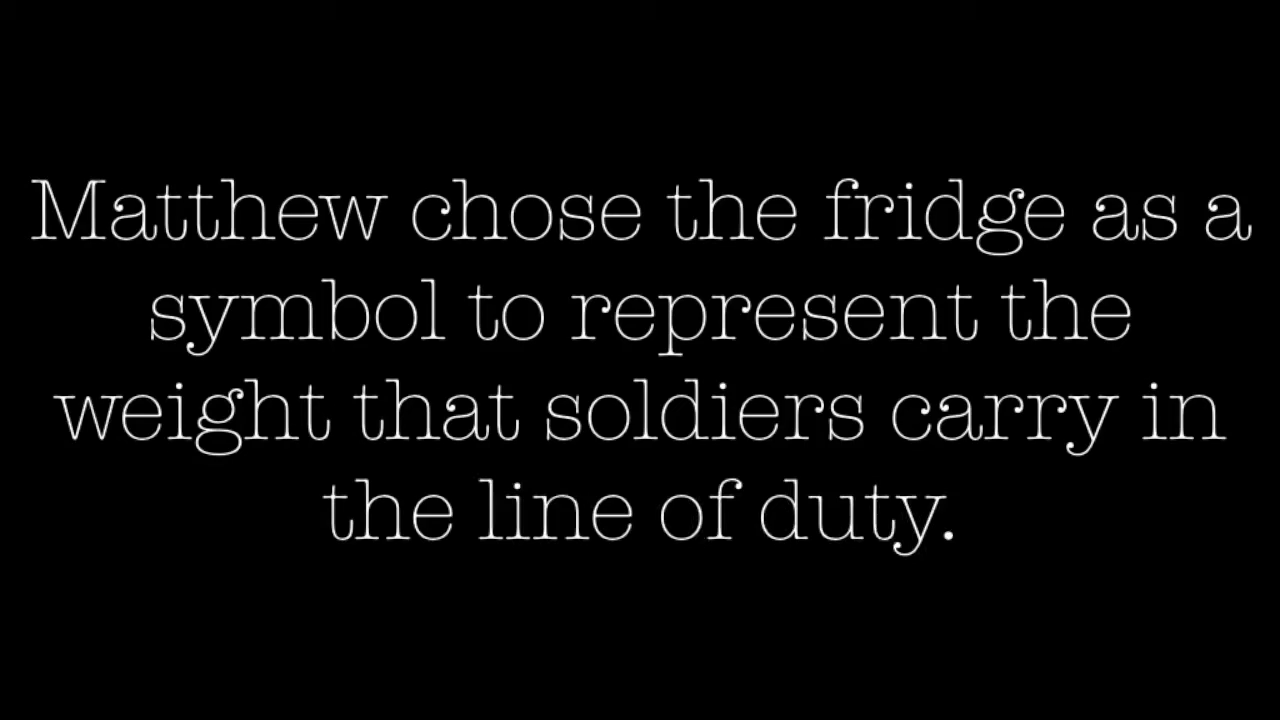 Matthew chose the fridge as a
symbol to represent the
weight that soldiers carry in
the line of duty.